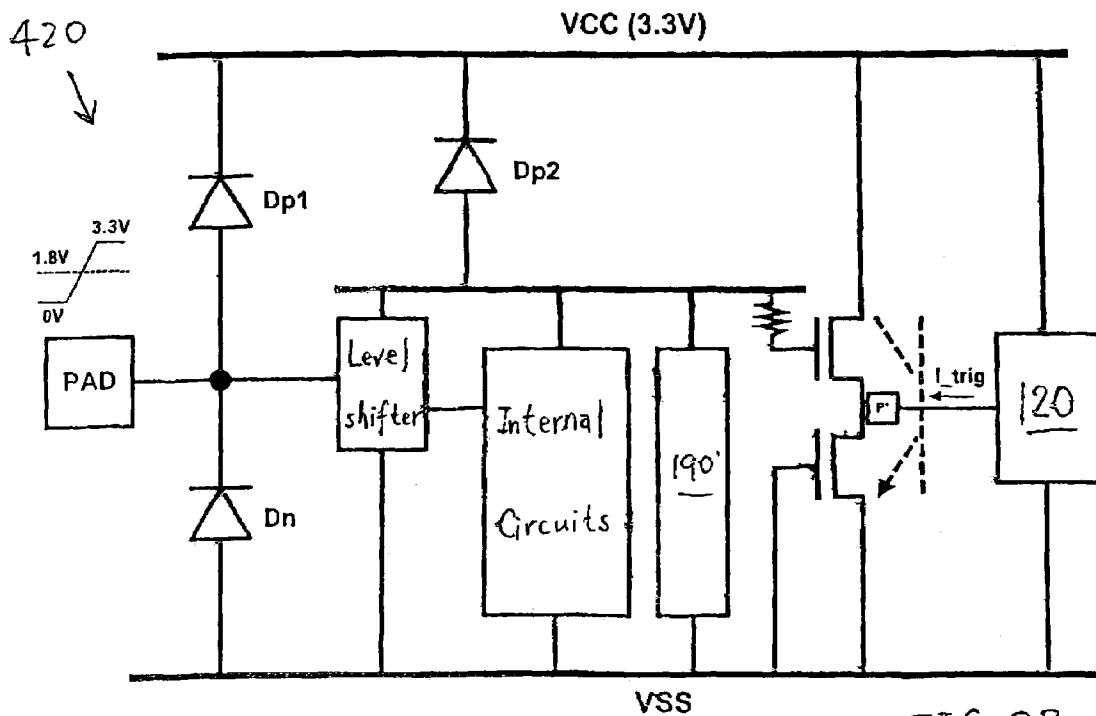 420
VCC (3.3V)
Dp1
Dp2
3.3V
1.8V
0V
PAD
Level
shifter
Internal
Circuits
190'
I_trig
P+
120
Dn
VSS